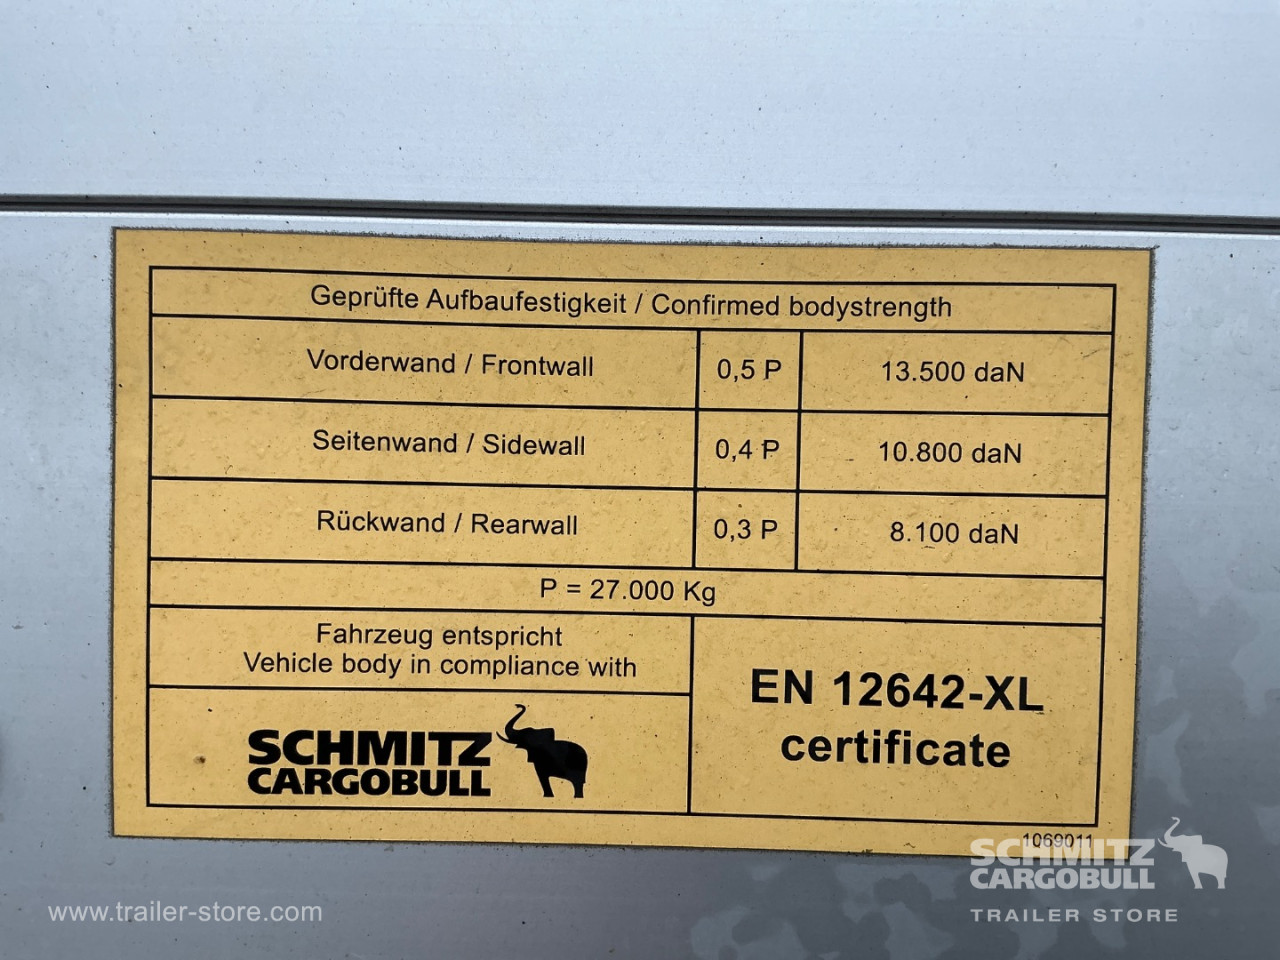 Geprüfte Aufbaufestigkeit / Confirmed bodystrength
Vorderwand / Frontwall 0,5 P 13.500 daN
Seitenwand / Sidewall 0,4 P 10.800 daN
Rückwand / Rearwall 0,3 P 8.100 daN
P = 27.000 Kg
Fahrzeug entspricht
Vehicle body in compliance with
EN 12642-XL
certificate
SCHMITZ
CARGOBULL
1069011
SCHMITZ
CARGOBULL
TRAILER STORE
www.trailer-store.com